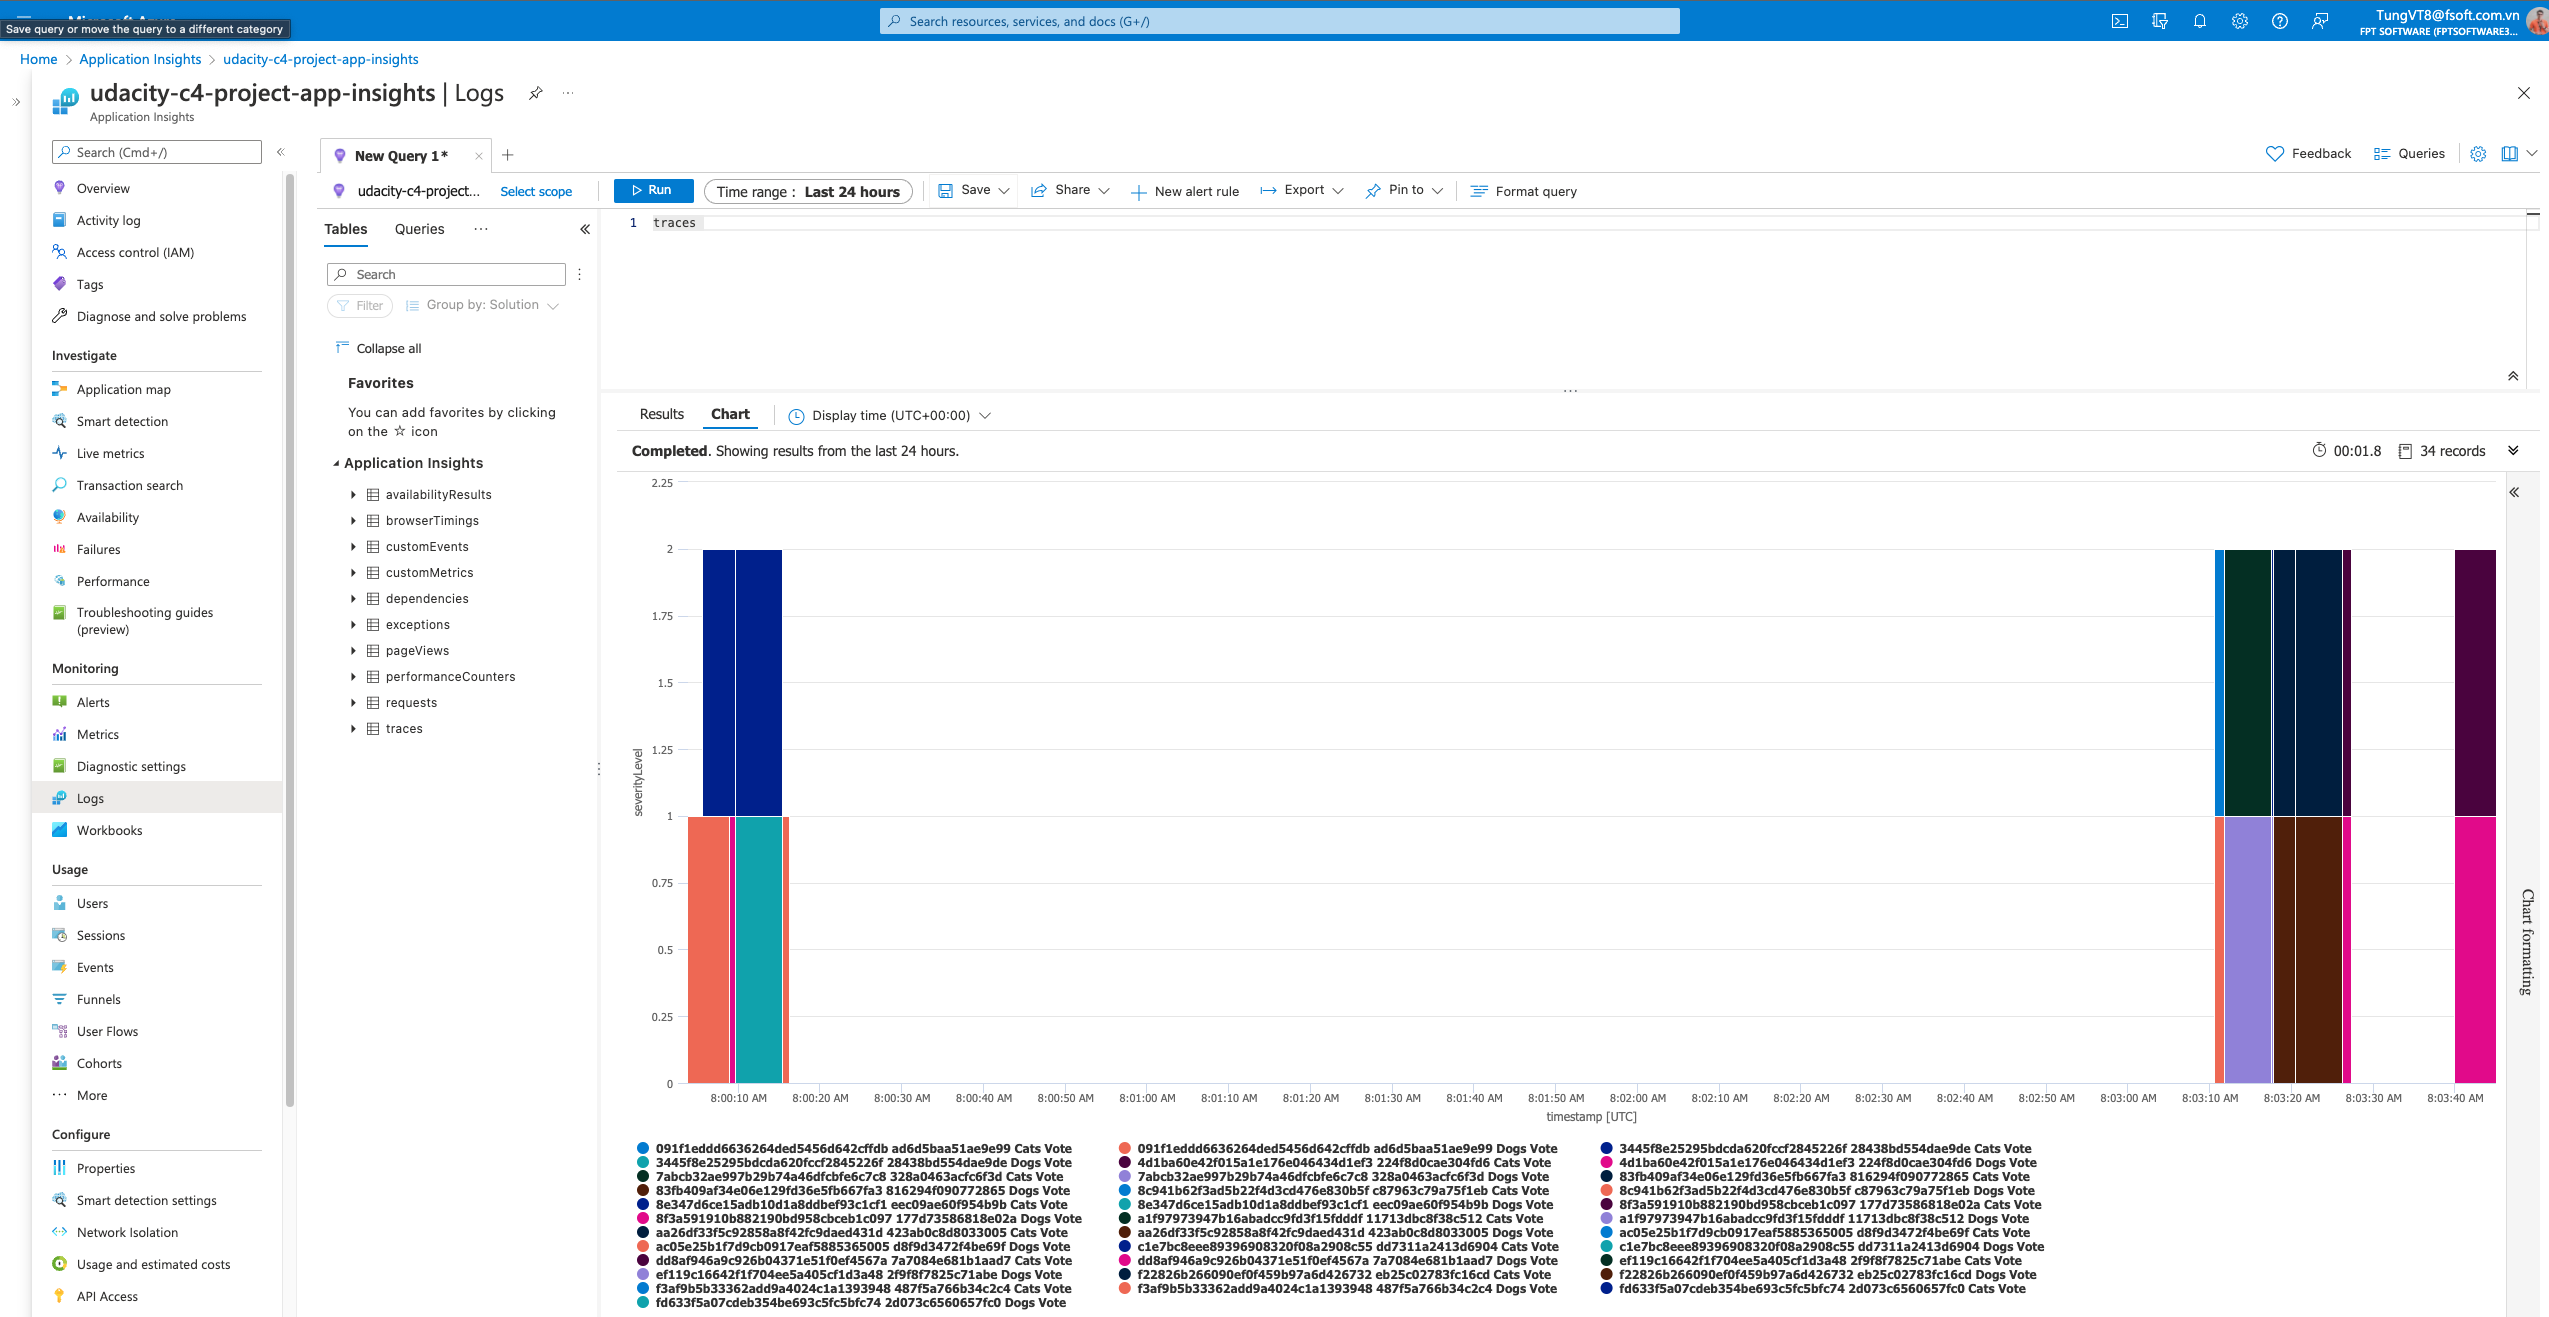 Save query or move the query to a different category
Search resources, services, and docs (G+/)
TungVT8@fsoft.com.vn
FPT SOFTWARE (FPTSOFTWARE3...
Home > Application Insights > udacity-c4-project-app-insights
udacity-c4-project-app-insights | Logs
Application Insights
Search (Cmd+/)
Overview
Activity log
Access control (IAM)
Tags
Diagnose and solve problems
Investigate
Application map
Smart detection
Live metrics
Transaction search
Availability
Failures
Performance
Troubleshooting guides
(preview)
Monitoring
Alerts
Metrics
Diagnostic settings
Logs
Workbooks
Usage
Users
Sessions
Events
Funnels
User Flows
Cohorts
More
Configure
Properties
Smart detection settings
Network Isolation
Usage and estimated costs
API Access
New Query 1*
Feedback
Queries
udacity-c4-project...
Select scope
Run
Time range : Last 24 hours
Save
Share
New alert rule
Export
Pin to
Format query
Tables
Queries
Search
Filter
Group by: Solution
Collapse all
Favorites
You can add favorites by clicking
on the ☆ icon
Application Insights
availabilityResults
browserTimings
customEvents
customMetrics
dependencies
exceptions
pageViews
performanceCounters
requests
traces
1 traces
Results
Chart
Display time (UTC+00:00)
Completed. Showing results from the last 24 hours.
00:01.8
34 records
2.25
2
1.75
1.5
1.25
1
0.75
0.5
0.25
0
severityLevel
8:00:10 AM 8:00:20 AM 8:00:30 AM 8:00:40 AM 8:00:50 AM 8:01:00 AM 8:01:10 AM 8:01:20 AM 8:01:30 AM 8:01:40 AM 8:01:50 AM 8:02:00 AM 8:02:10 AM 8:02:20 AM 8:02:30 AM 8:02:40 AM 8:02:50 AM 8:03:00 AM 8:03:10 AM 8:03:20 AM 8:03:30 AM 8:03:40 AM
timestamp [UTC]
Chart formatting
091f1eddd6636264ded5456d642cffdb ad6d5baa51ae9e99 Cats Vote
091f1eddd6636264ded5456d642cffdb ad6d5baa51ae9e99 Dogs Vote
3445f8e25295bdcda620fccf2845226f 28438bd554dae9de Cats Vote
3445f8e25295bdcda620fccf2845226f 28438bd554dae9de Dogs Vote
4d1ba60e42f015a1e176e046434d1ef3 224f8d0cae304fd6 Cats Vote
4d1ba60e42f015a1e176e046434d1ef3 224f8d0cae304fd6 Dogs Vote
7abcb32ae997b29b74a46dfcbfe6c7c8 328a0463acfc6f3d Cats Vote
7abcb32ae997b29b74a46dfcbfe6c7c8 328a0463acfc6f3d Dogs Vote
83fb409af34e06e129fd36e5fb667fa3 816294f090772865 Cats Vote
83fb409af34e06e129fd36e5fb667fa3 816294f090772865 Dogs Vote
8c941b62f3ad5b22f4d3cd476e830b5f c87963c79a75f1eb Cats Vote
8c941b62f3ad5b22f4d3cd476e830b5f c87963c79a75f1eb Dogs Vote
8e347d6ce15adb10d1a8ddbef93c1cf1 eec09ae60f954b9b Cats Vote
8e347d6ce15adb10d1a8ddbef93c1cf1 eec09ae60f954b9b Dogs Vote
8f3a591910b882190bd958cbceb1c097 177d73586818e02a Cats Vote
8f3a591910b882190bd958cbceb1c097 177d73586818e02a Dogs Vote
a1f97973947b16abadcc9fd3f15fdddf 11713dbc8f38c512 Cats Vote
a1f97973947b16abadcc9fd3f15fdddf 11713dbc8f38c512 Dogs Vote
aa26df33f5c92858a8f42fc9daed431d 423ab0c8d8033005 Cats Vote
aa26df33f5c92858a8f42fc9daed431d 423ab0c8d8033005 Dogs Vote
ac05e25b1f7d9cb0917eaf5885365005 d8f9d3472f4be69f Cats Vote
ac05e25b1f7d9cb0917eaf5885365005 d8f9d3472f4be69f Dogs Vote
c1e7bc8eee89396908320f08a2908c55 dd7311a2413d6904 Cats Vote
c1e7bc8eee89396908320f08a2908c55 dd7311a2413d6904 Dogs Vote
dd8af946a9c926b04371e51f0ef4567a 7a7084e681b1aad7 Cats Vote
dd8af946a9c926b04371e51f0ef4567a 7a7084e681b1aad7 Dogs Vote
ef119c16642f1f704ee5a405cf1d3a48 2f9f8f7825c71abe Cats Vote
ef119c16642f1f704ee5a405cf1d3a48 2f9f8f7825c71abe Dogs Vote
f22826b266090ef0f459b97a6d426732 eb25c02783fc16cd Cats Vote
f22826b266090ef0f459b97a6d426732 eb25c02783fc16cd Dogs Vote
f3af9b5b33362add9a4024c1a1393948 487f5a766b34c2c4 Cats Vote
f3af9b5b33362add9a4024c1a1393948 487f5a766b34c2c4 Dogs Vote
fd633f5a07cdeb354be693c5fc5bfc74 2d073c6560657fc0 Cats Vote
fd633f5a07cdeb354be693c5fc5bfc74 2d073c6560657fc0 Dogs Vote